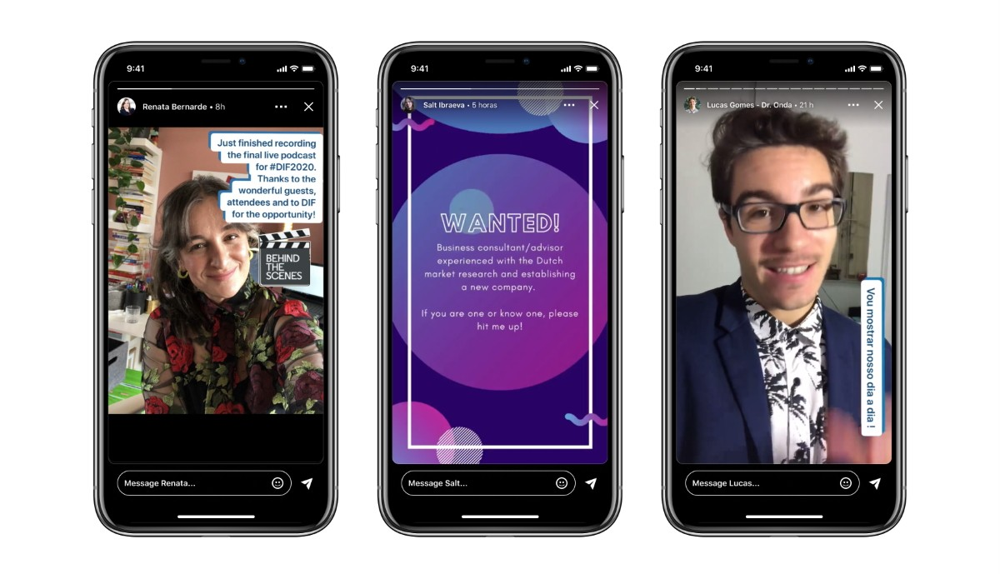 9:41
Renata Bernarde • 8h
Just finished recording
the final live podcast
for #DIF2020.
Thanks to the
wonderful guests,
attendees and to DIF
for the opportunity!
BEHIND
THE
SCENES
Message Renata...
9:41
Salt Ibraeva • 5 horas
WANTED!
Business consultant/advisor
experienced with the Dutch
market research and establishing
a new company.
If you are one or know one, please
hit me up!
Message Salt...
9:41
Lucas Gomes - Dr. Onda • 21 h
Vou mostrar nosso dia a dia !
Message Lucas...